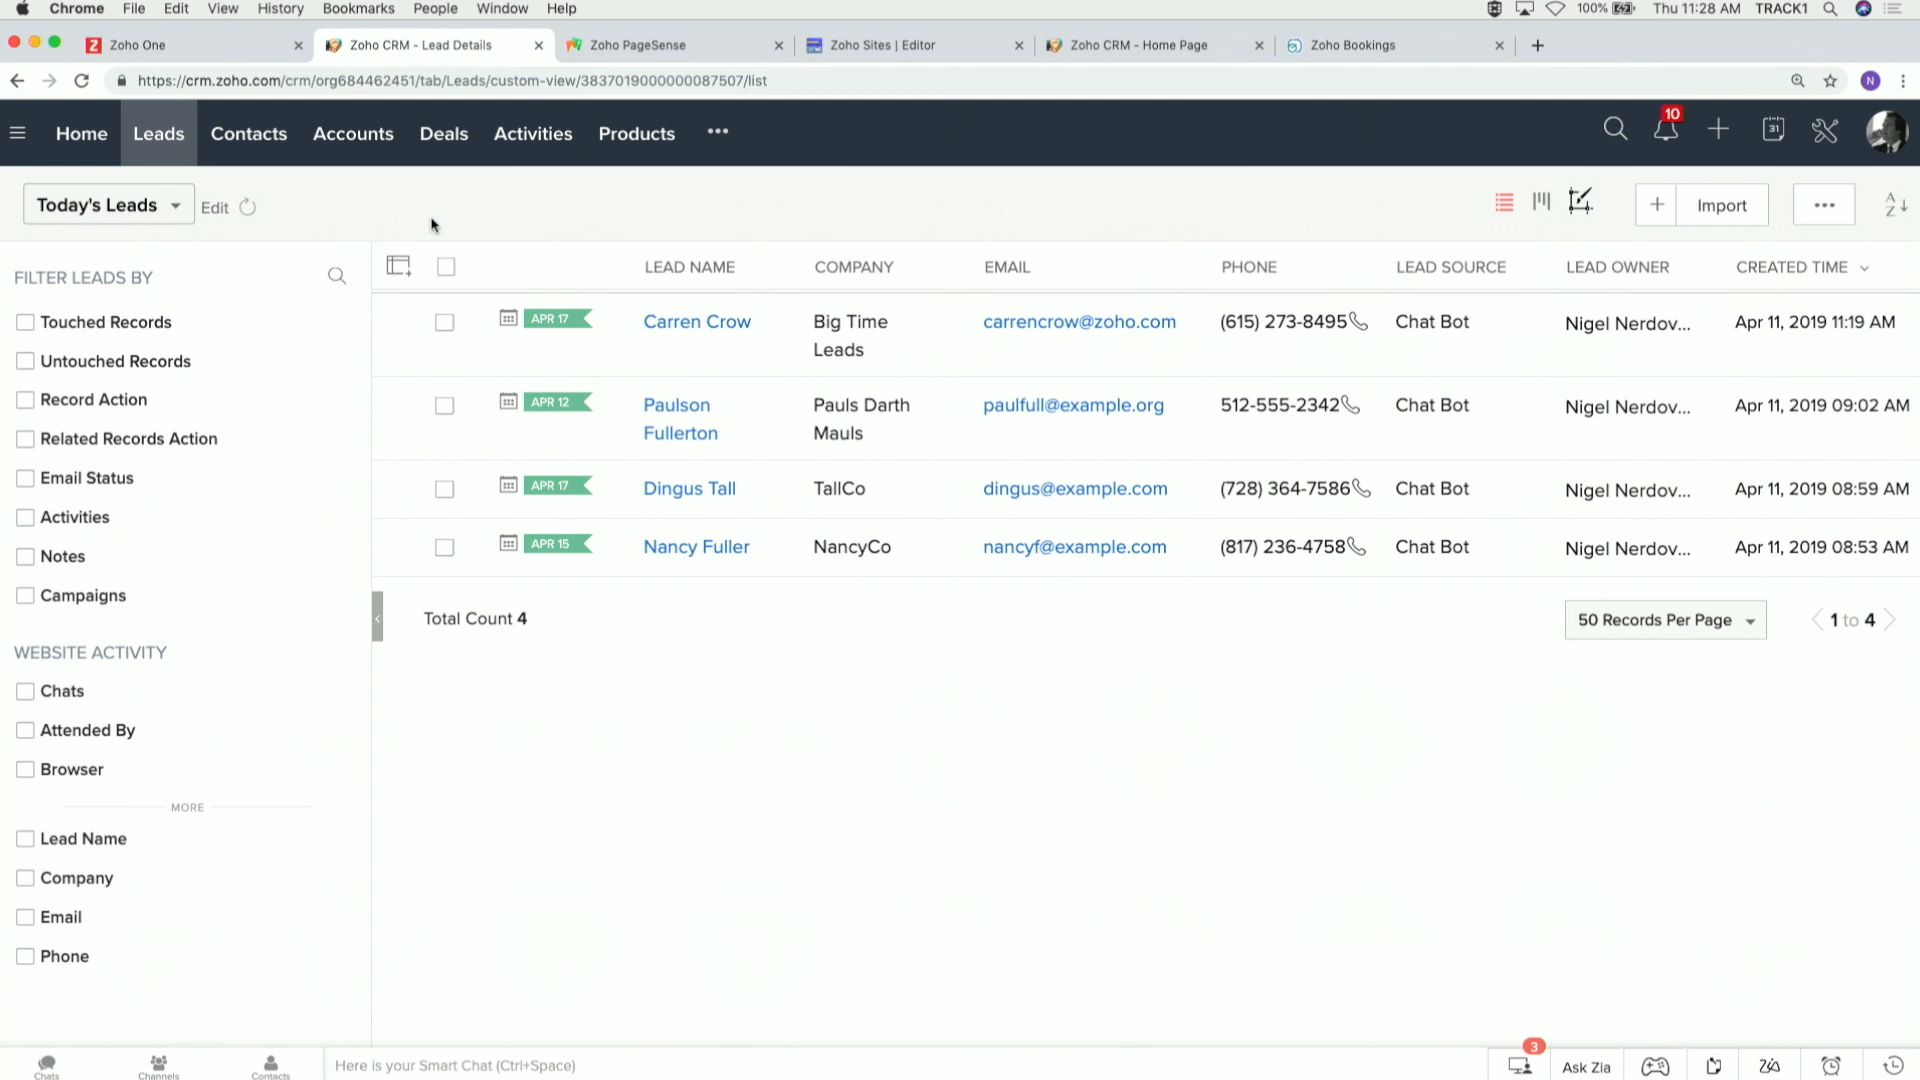 Chrome File Edit View History Bookmarks People Window Help
100% Thu 11:28 AM TRACK1
Zoho One
Zoho CRM - Lead Details
Zoho PageSense
Zoho Sites | Editor
Zoho CRM - Home Page
Zoho Bookings
https://crm.zoho.com/crm/org684462451/tab/Leads/custom-view/3837019000000087507/list
N
Home Leads Contacts Accounts Deals Activities Products
10
31
Today's Leads
Edit
Import
A
Z
FILTER LEADS BY
Touched Records
Untouched Records
Record Action
Related Records Action
Email Status
Activities
Notes
Campaigns
WEBSITE ACTIVITY
Chats
Attended By
Browser
MORE
Lead Name
Company
Email
Phone
LEAD NAME COMPANY EMAIL PHONE LEAD SOURCE LEAD OWNER CREATED TIME
APR 17 Carren Crow Big Time Leads carrencrow@zoho.com (615) 273-8495 Chat Bot Nigel Nerdov... Apr 11, 2019 11:19 AM
APR 12 Paulson Fullerton Pauls Darth Mauls paulfull@example.org 512-555-2342 Chat Bot Nigel Nerdov... Apr 11, 2019 09:02 AM
APR 17 Dingus Tall TallCo dingus@example.com (728) 364-7586 Chat Bot Nigel Nerdov... Apr 11, 2019 08:59 AM
APR 15 Nancy Fuller NancyCo nancyf@example.com (817) 236-4758 Chat Bot Nigel Nerdov... Apr 11, 2019 08:53 AM
Total Count 4
50 Records Per Page
1 to 4
Chats
Channels
Contacts
Here is your Smart Chat (Ctrl+Space)
3
Ask Zia